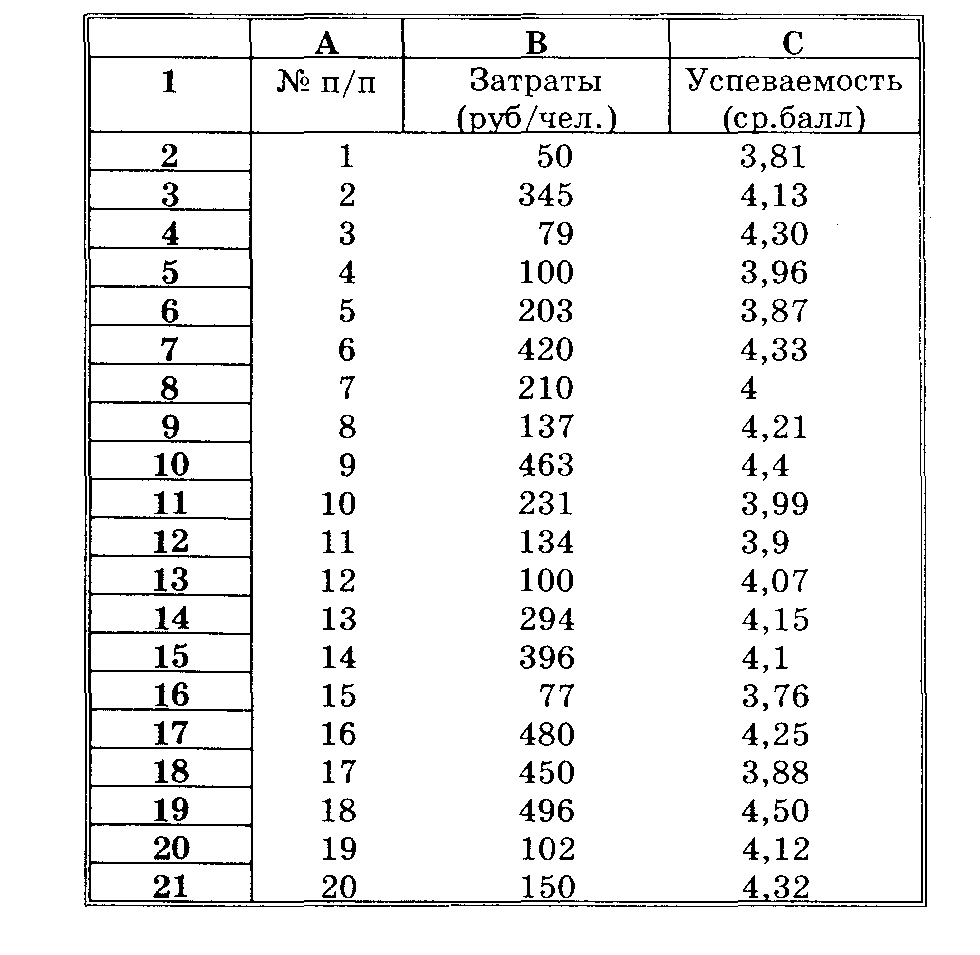 A B C
1 № п/п Затраты Успеваемость
(руб/чел.) (ср.балл)
2 1 50 3,81
3 2 345 4,13
4 3 79 4,30
5 4 100 3,96
6 5 203 3,87
7 6 420 4,33
8 7 210 4
9 8 137 4,21
10 9 463 4,4
11 10 231 3,99
12 11 134 3,9
13 12 100 4,07
14 13 294 4,15
15 14 396 4,1
16 15 77 3,76
17 16 480 4,25
18 17 450 3,88
19 18 496 4,50
20 19 102 4,12
21 20 150 4,32